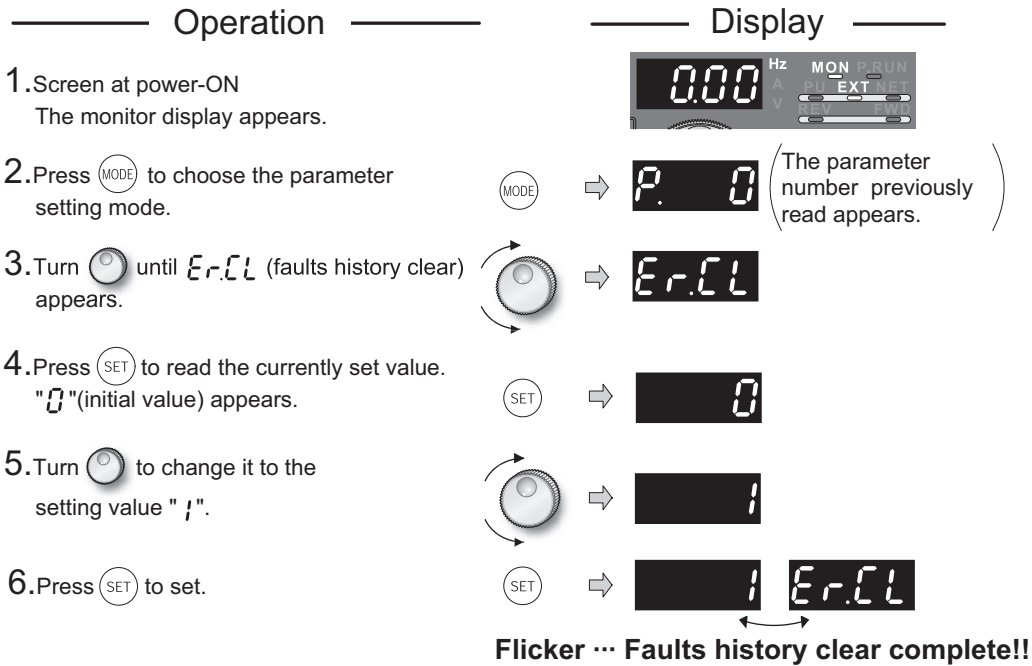 Operation
Display
1.Screen at power-ON
The monitor display appears.
0.00
Hz
A
V
MON P.RUN
PU EXT NET
REV FWD
2.Press MODE to choose the parameter
setting mode.
MODE
P. 0
The parameter
number previously
read appears.
3.Turn until Er.CL (faults history clear)
appears.
Er.CL
4.Press SET to read the currently set value.
"0"(initial value) appears.
SET
0
5.Turn to change it to the
setting value "1".
1
6.Press SET to set.
SET
1 Er.CL
Flicker ··· Faults history clear complete!!